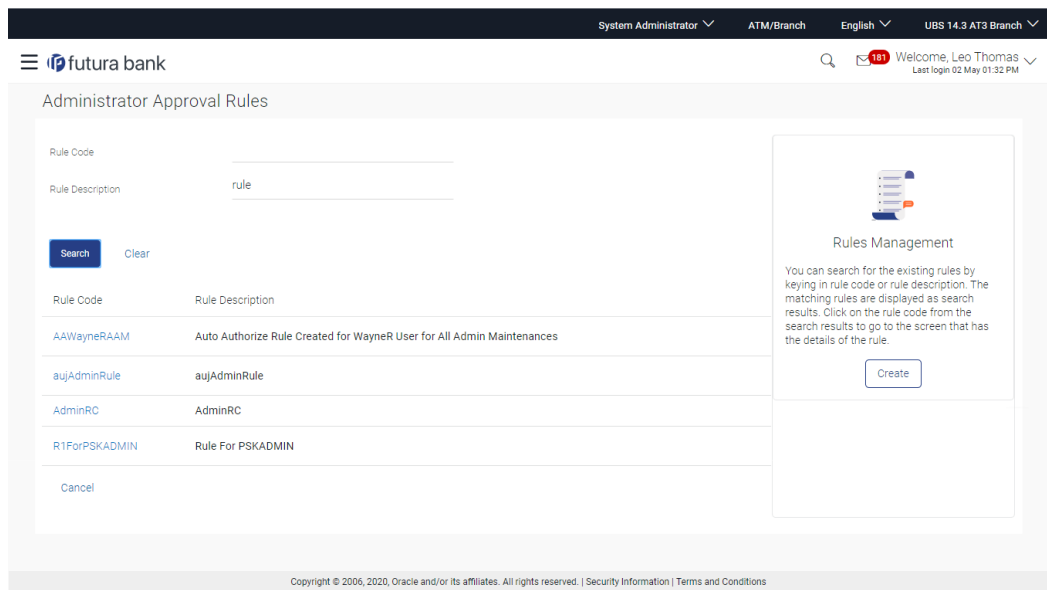 System Administrator ATM/Branch English UBS 14.3 AT3 Branch
futura bank 181 Welcome, Leo Thomas
Last login 02 May 01:32 PM
Administrator Approval Rules
Rule Code
Rule Description rule
Search Clear
Rule Code Rule Description
AAWayneRAAM Auto Authorize Rule Created for WayneR User for All Admin Maintenances
aujAdminRule aujAdminRule
AdminRC AdminRC
R1ForPSKADMIN Rule For PSKADMIN
Cancel
Rules Management
You can search for the existing rules by
keying in rule code or rule description. The
matching rules are displayed as search
results. Click on the rule code from the
search results to go to the screen that has
the details of the rule.
Create
Copyright © 2006, 2020, Oracle and/or its affiliates. All rights reserved. | Security Information | Terms and Conditions